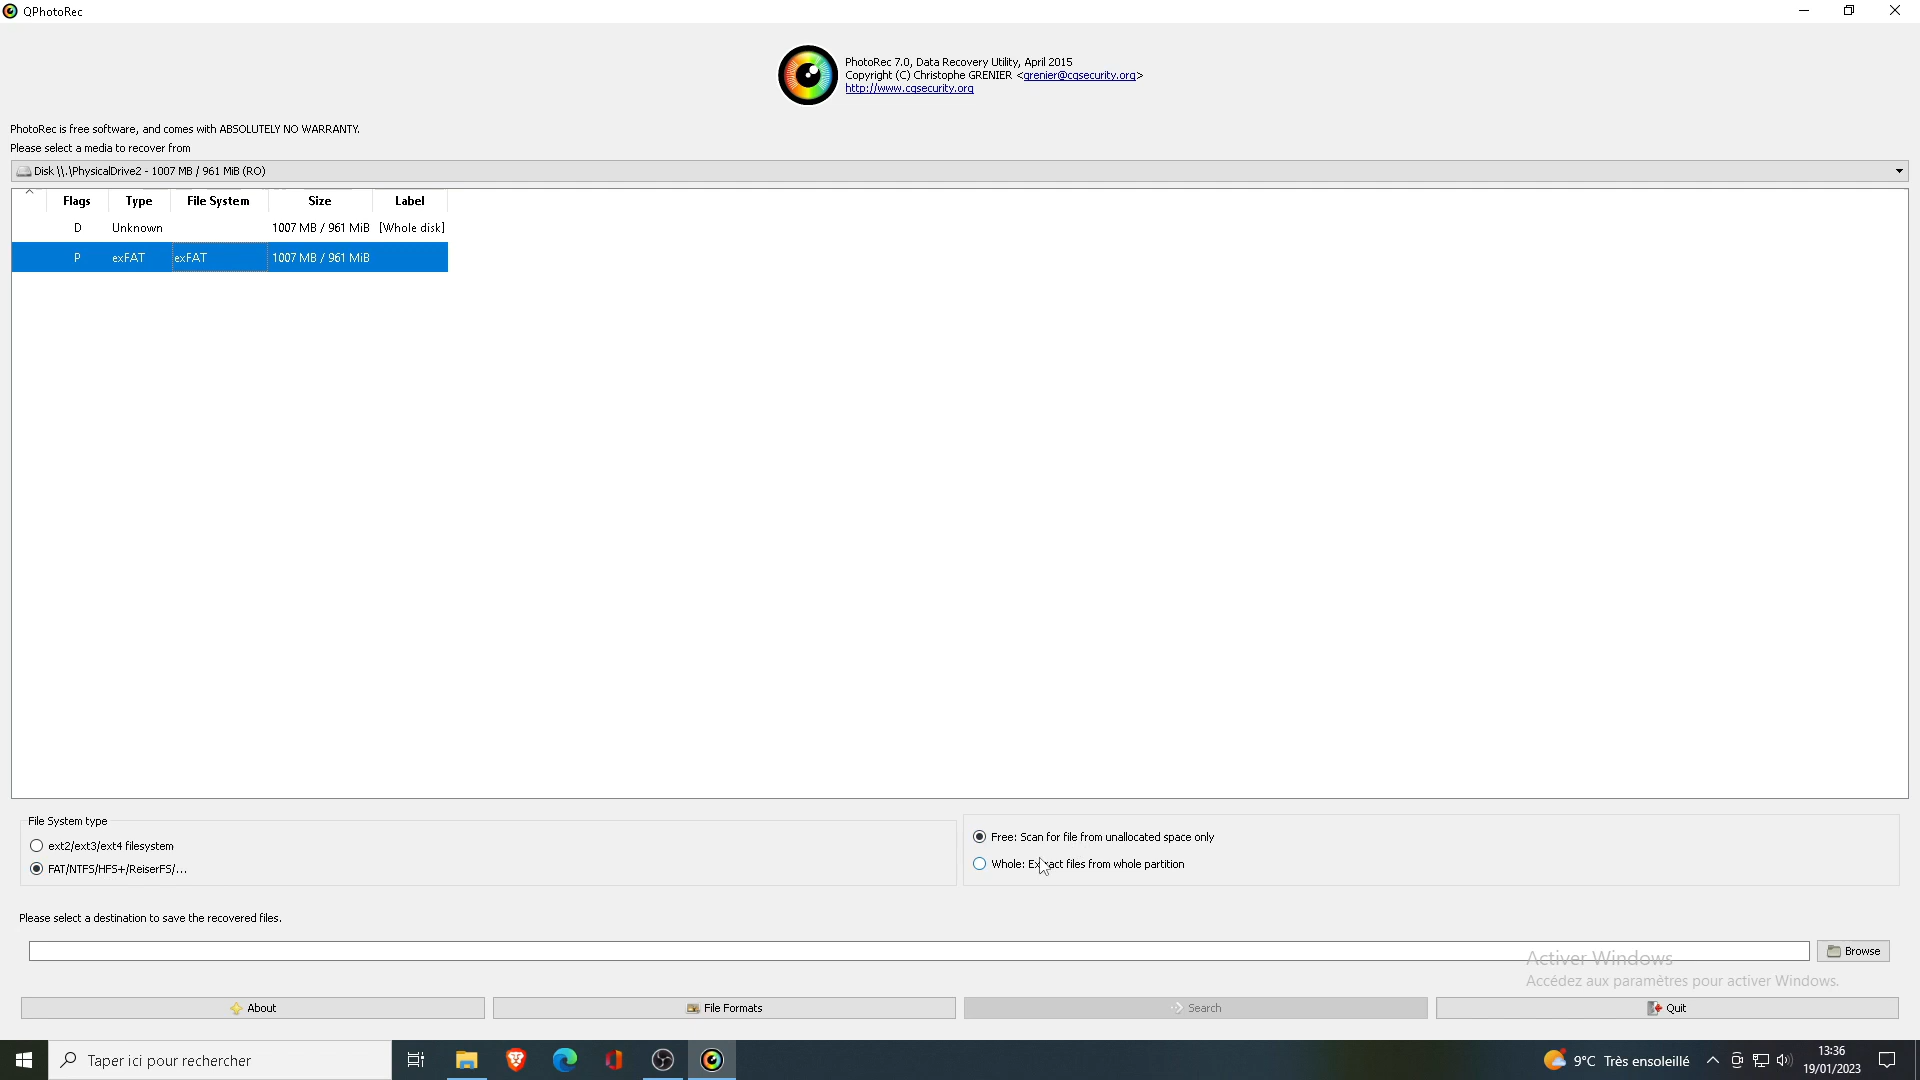 QPhotoRec
PhotoRec 7.0, Data Recovery Utility, April 2015
Copyright (C) Christophe GRENIER <grenier@cgsecurity.org>
http://www.cgsecurity.org
PhotoRec is free software, and comes with ABSOLUTELY NO WARRANTY.
Please select a media to recover from
Disk \\.\PhysicalDrive2 - 1007 MB / 961 MiB (RO)
Flags Type File System Size Label
D Unknown 1007 MB / 961 MiB [Whole disk]
P exFAT exFAT 1007 MB / 961 MiB
File System type
ext2/ext3/ext4 filesystem
FAT/NTFS/HFS+/ReiserFS/...
Free: Scan for file from unallocated space only
Whole: Extract files from whole partition
Please select a destination to save the recovered files.
Browse
Activer Windows
Accédez aux paramètres pour activer Windows.
About File Formats Search Quit
Taper ici pour rechercher
9°C Très ensoleillé
13:36
19/01/2023